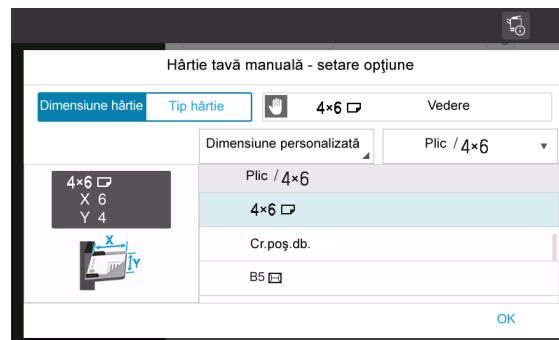 Hârtie tavă manuală - setare opţiune
Dimensiune hârtie Tip hârtie 4×6 Vedere
Dimensiune personalizată Plic / 4×6
Plic / 4×6
4×6
X 6
Y 4
4×6
Cr.poş.db.
B5
X
Y
OK